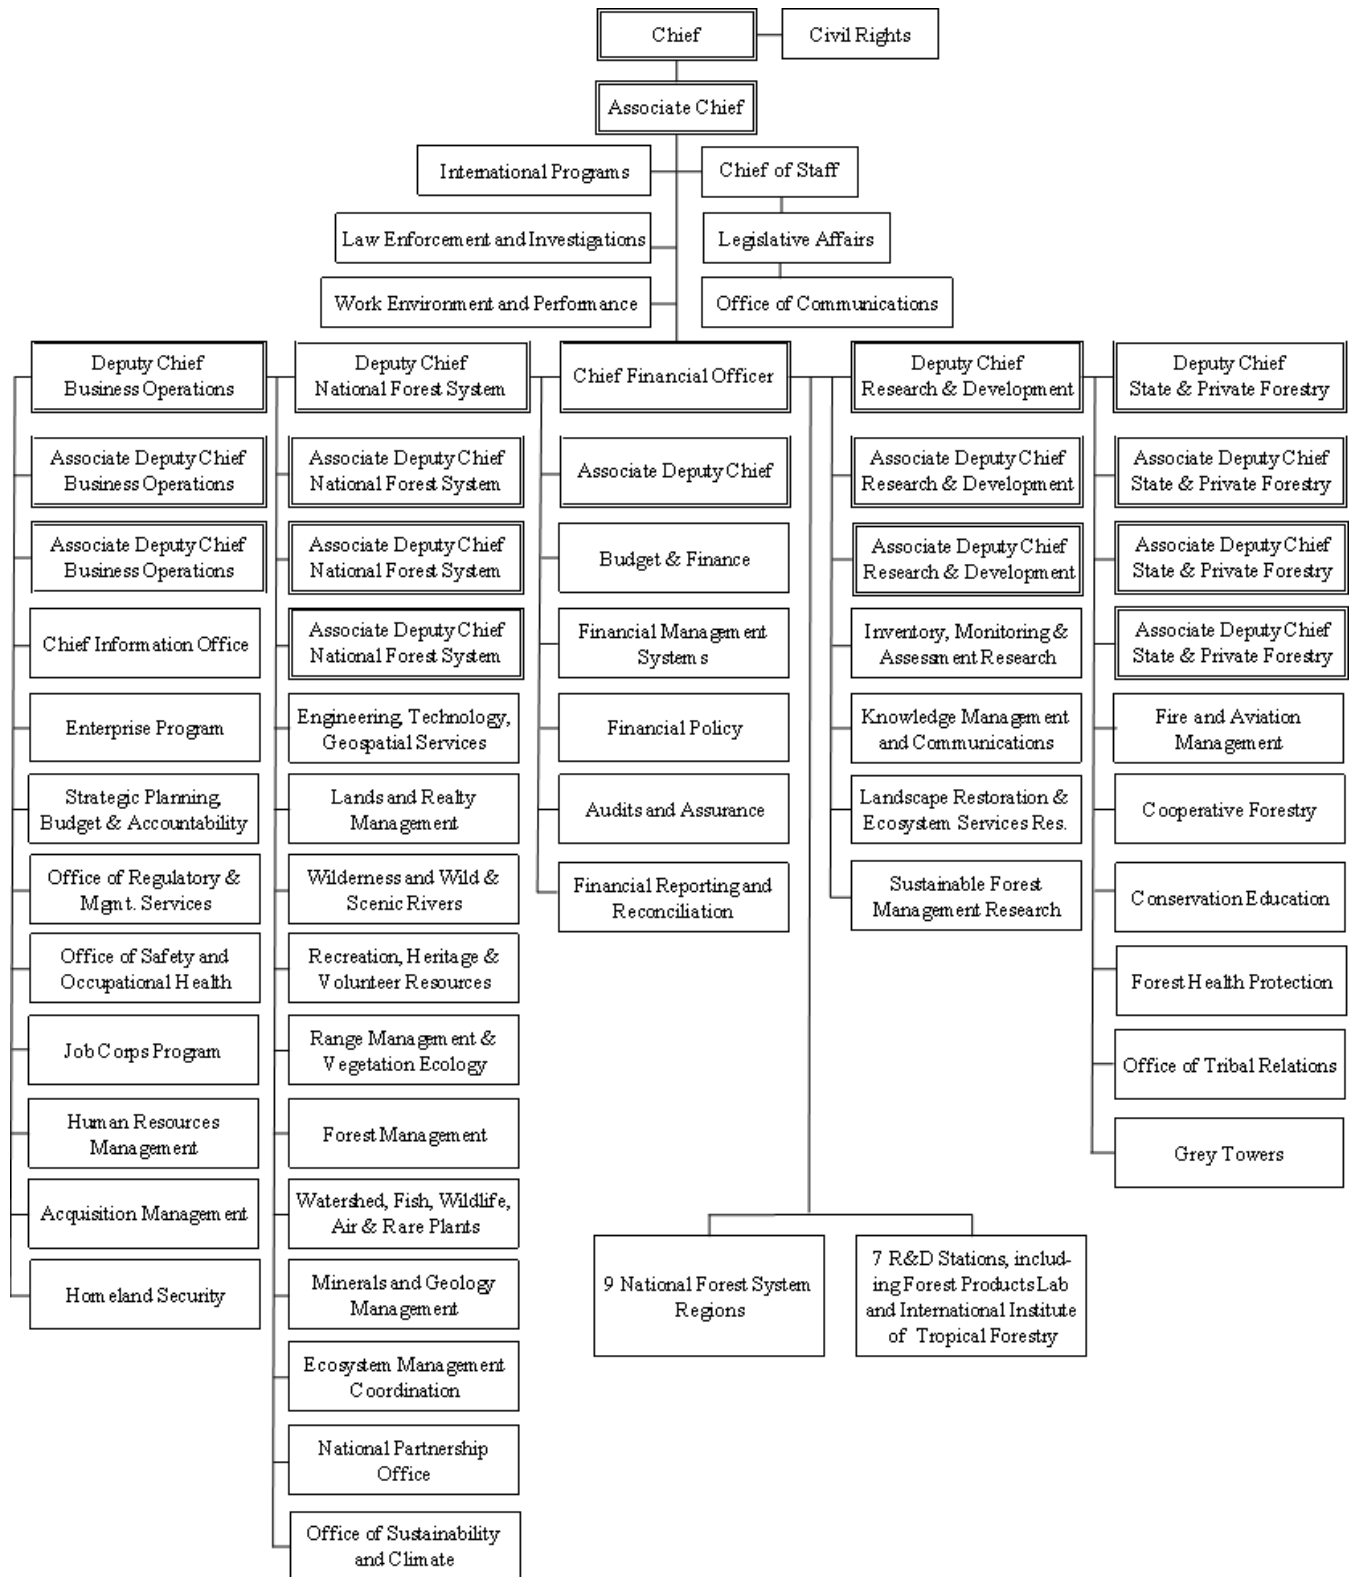 Chief
Civil Rights
Associate Chief
International Programs
Chief of Staff
Law Enforcement and Investigations
Legislative Affairs
Work Environment and Performance
Office of Communications
Deputy Chief
Business Operations
Deputy Chief
National Forest System
Chief Financial Officer
Deputy Chief
Research & Development
Deputy Chief
State & Private Forestry
Associate Deputy Chief
Business Operations
Associate Deputy Chief
Business Operations
Chief Information Office
Enterprise Program
Strategic Planning,
Budget & Accountability
Office of Regulatory &
Mgmt. Services
Office of Safety and
Occupational Health
Job Corps Program
Human Resources
Management
Acquisition Management
Homeland Security
Associate Deputy Chief
National Forest System
Associate Deputy Chief
National Forest System
Associate Deputy Chief
National Forest System
Engineering, Technology,
Geospatial Services
Lands and Realty
Management
Wilderness and Wild &
Scenic Rivers
Recreation, Heritage &
Volunteer Resources
Range Management &
Vegetation Ecology
Forest Management
Watershed, Fish, Wildlife,
Air & Rare Plants
Minerals and Geology
Management
Ecosystem Management
Coordination
National Partnership
Office
Office of Sustainability
and Climate
Associate Deputy Chief
Budget & Finance
Financial Management
Systems
Financial Policy
Audits and Assurance
Financial Reporting and
Reconciliation
Associate Deputy Chief
Research & Development
Associate Deputy Chief
Research & Development
Inventory, Monitoring &
Assessment Research
Knowledge Management
and Communications
Landscape Restoration &
Ecosystem Services Res.
Sustainable Forest
Management Research
Associate Deputy Chief
State & Private Forestry
Associate Deputy Chief
State & Private Forestry
Associate Deputy Chief
State & Private Forestry
Fire and Aviation
Management
Cooperative Forestry
Conservation Education
Forest Health Protection
Office of Tribal Relations
Grey Towers
9 National Forest System
Regions
7 R&D Stations, includ-
ing Forest Products Lab
and International Institute
of Tropical Forestry